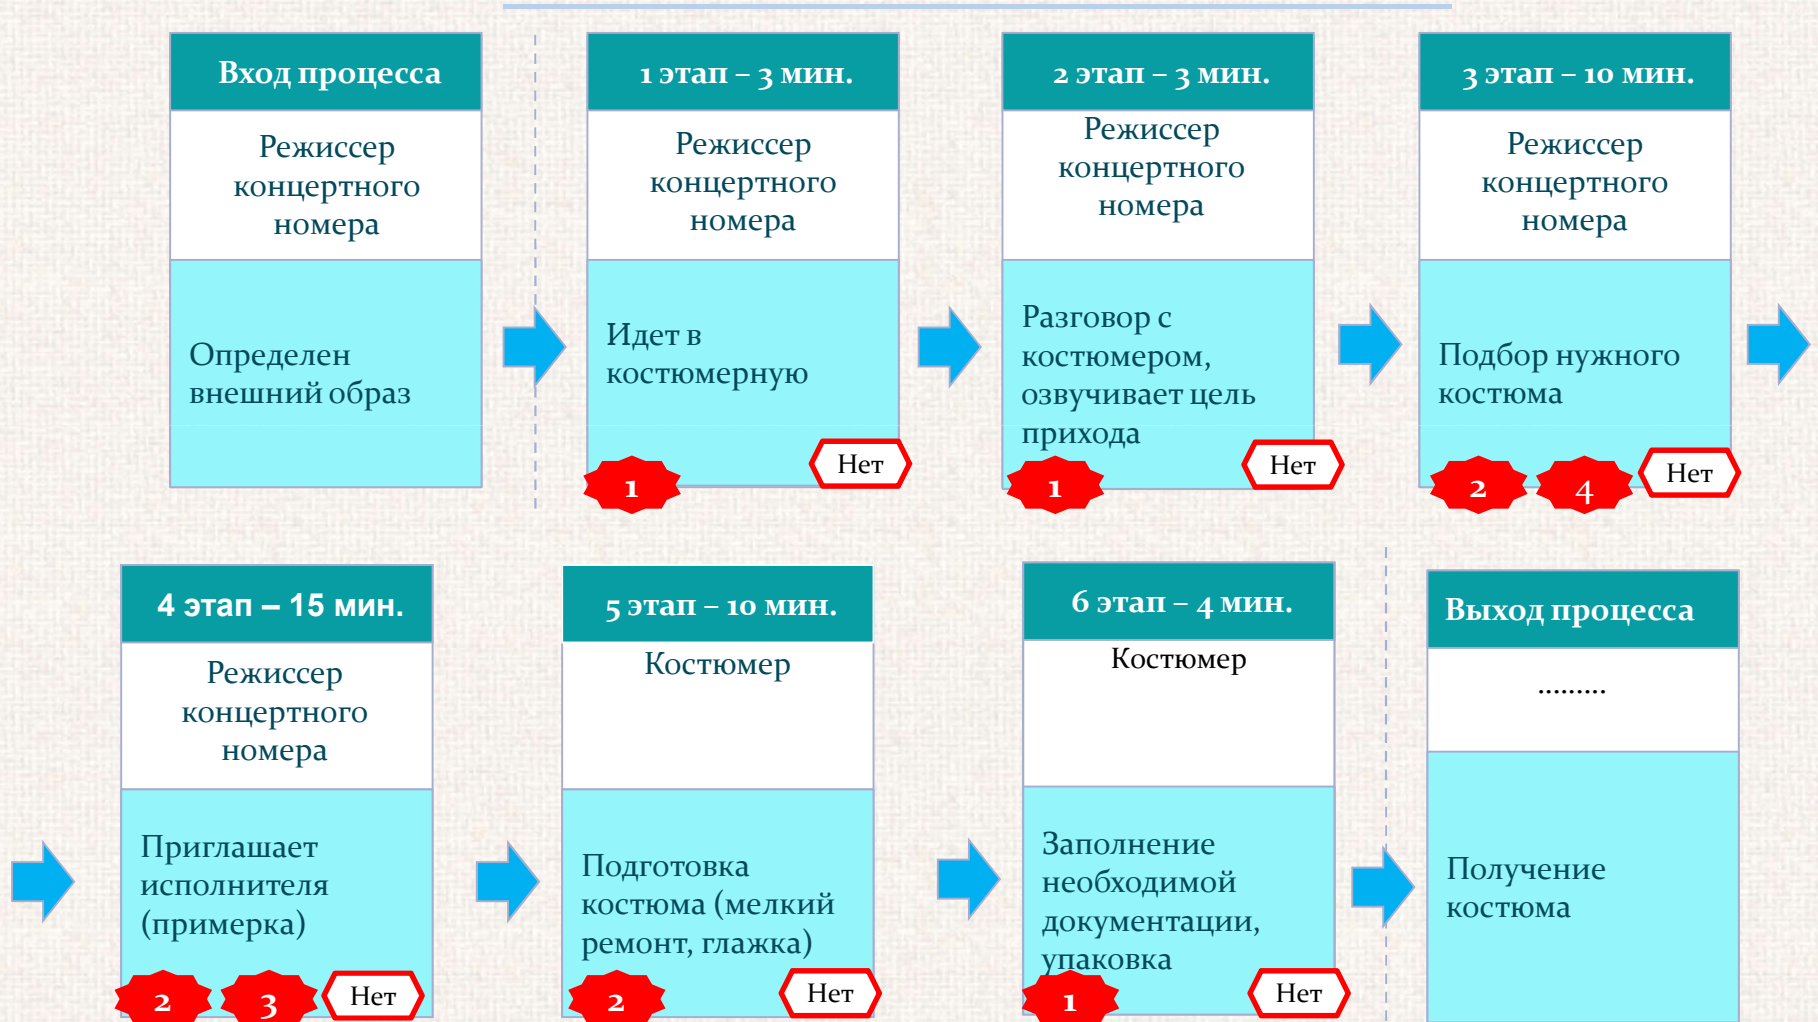 Вход процесса
Режиссер
концертного
номера
Определен
внешний образ
1 этап – 3 мин.
Режиссер
концертного
номера
Идет в
костюмерную
1
Нет
2 этап – 3 мин.
Режиссер
концертного
номера
Разговор с
костюмером,
озвучивает цель
прихода
1
Нет
3 этап – 10 мин.
Режиссер
концертного
номера
Подбор нужного
костюма
2
4
Нет
4 этап – 15 мин.
Режиссер
концертного
номера
Приглашает
исполнителя
(примерка)
2
3
Нет
5 этап – 10 мин.
Костюмер
Подготовка
костюма (мелкий
ремонт, глажка)
2
Нет
6 этап – 4 мин.
Костюмер
Заполнение
необходимой
документации,
упаковка
1
Нет
Выход процесса
.........
Получение
костюма